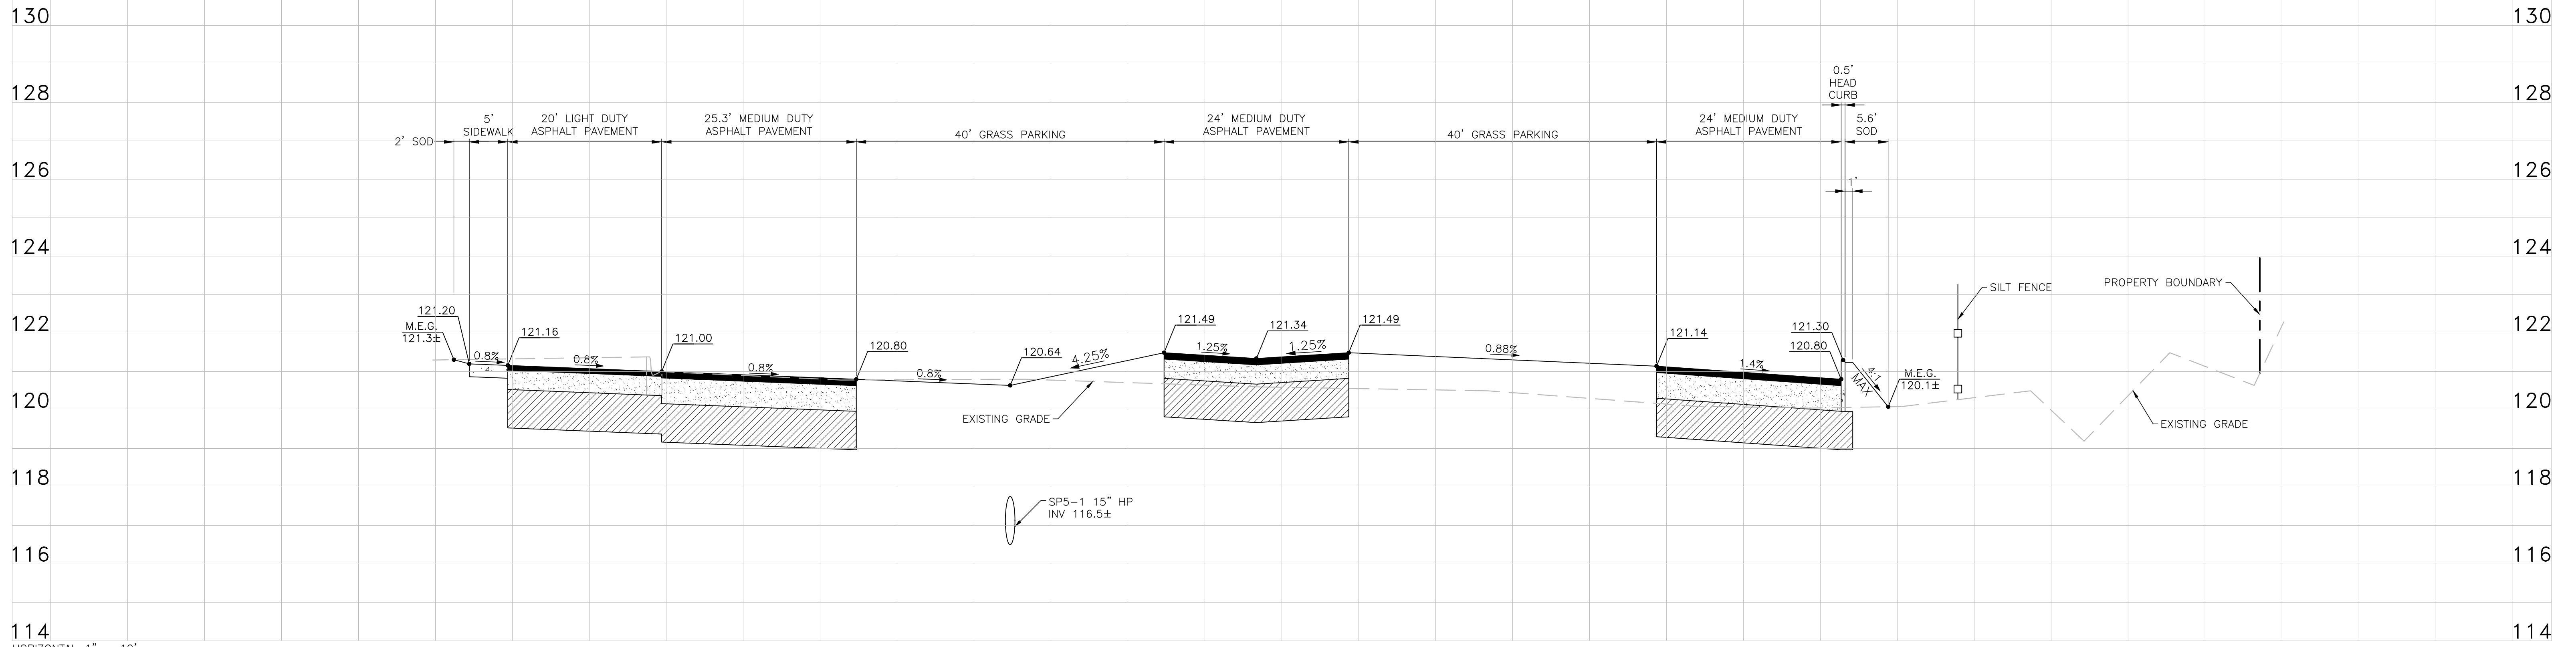 130
130
0.5'
HEAD
CURB
128
128
5'
SIDEWALK
20' LIGHT DUTY
ASPHALT PAVEMENT
25.3' MEDIUM DUTY
ASPHALT PAVEMENT
40' GRASS PARKING
24' MEDIUM DUTY
ASPHALT PAVEMENT
40' GRASS PARKING
24' MEDIUM DUTY
ASPHALT PAVEMENT
5.6'
SOD
2' SOD
126
126
1'
124
124
SILT FENCE
PROPERTY BOUNDARY
122
122
121.20
M.E.G.
121.3±
121.16
121.00
120.80
120.64
121.49
121.34
121.49
121.14
121.30
120.80
0.8%
0.8%
0.8%
0.8%
4.25%
1.25%
1.25%
0.88%
1.4%
4:1
MAX
M.E.G.
120.1±
120
120
EXISTING GRADE
EXISTING GRADE
118
118
SP5-1 15" HP
INV 116.5±
116
116
114
114